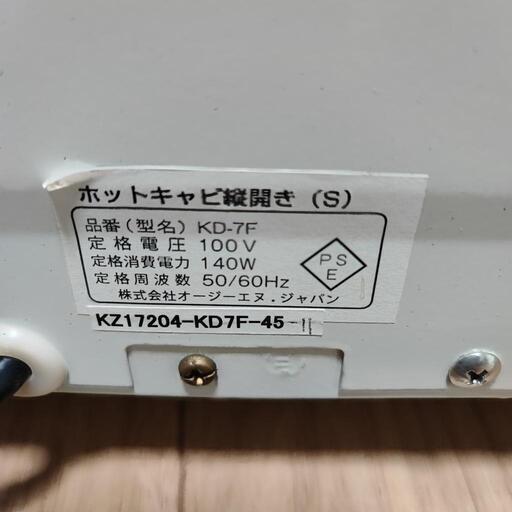 ホットキャビ縦開き (S)
品番(型名) KD-7F
定格電圧 100V
定格消費電力 140W
定格周波数 50/60Hz
株式会社オージーエヌ.ジャパン
PS
E
KZ17204-KD7F-45-11